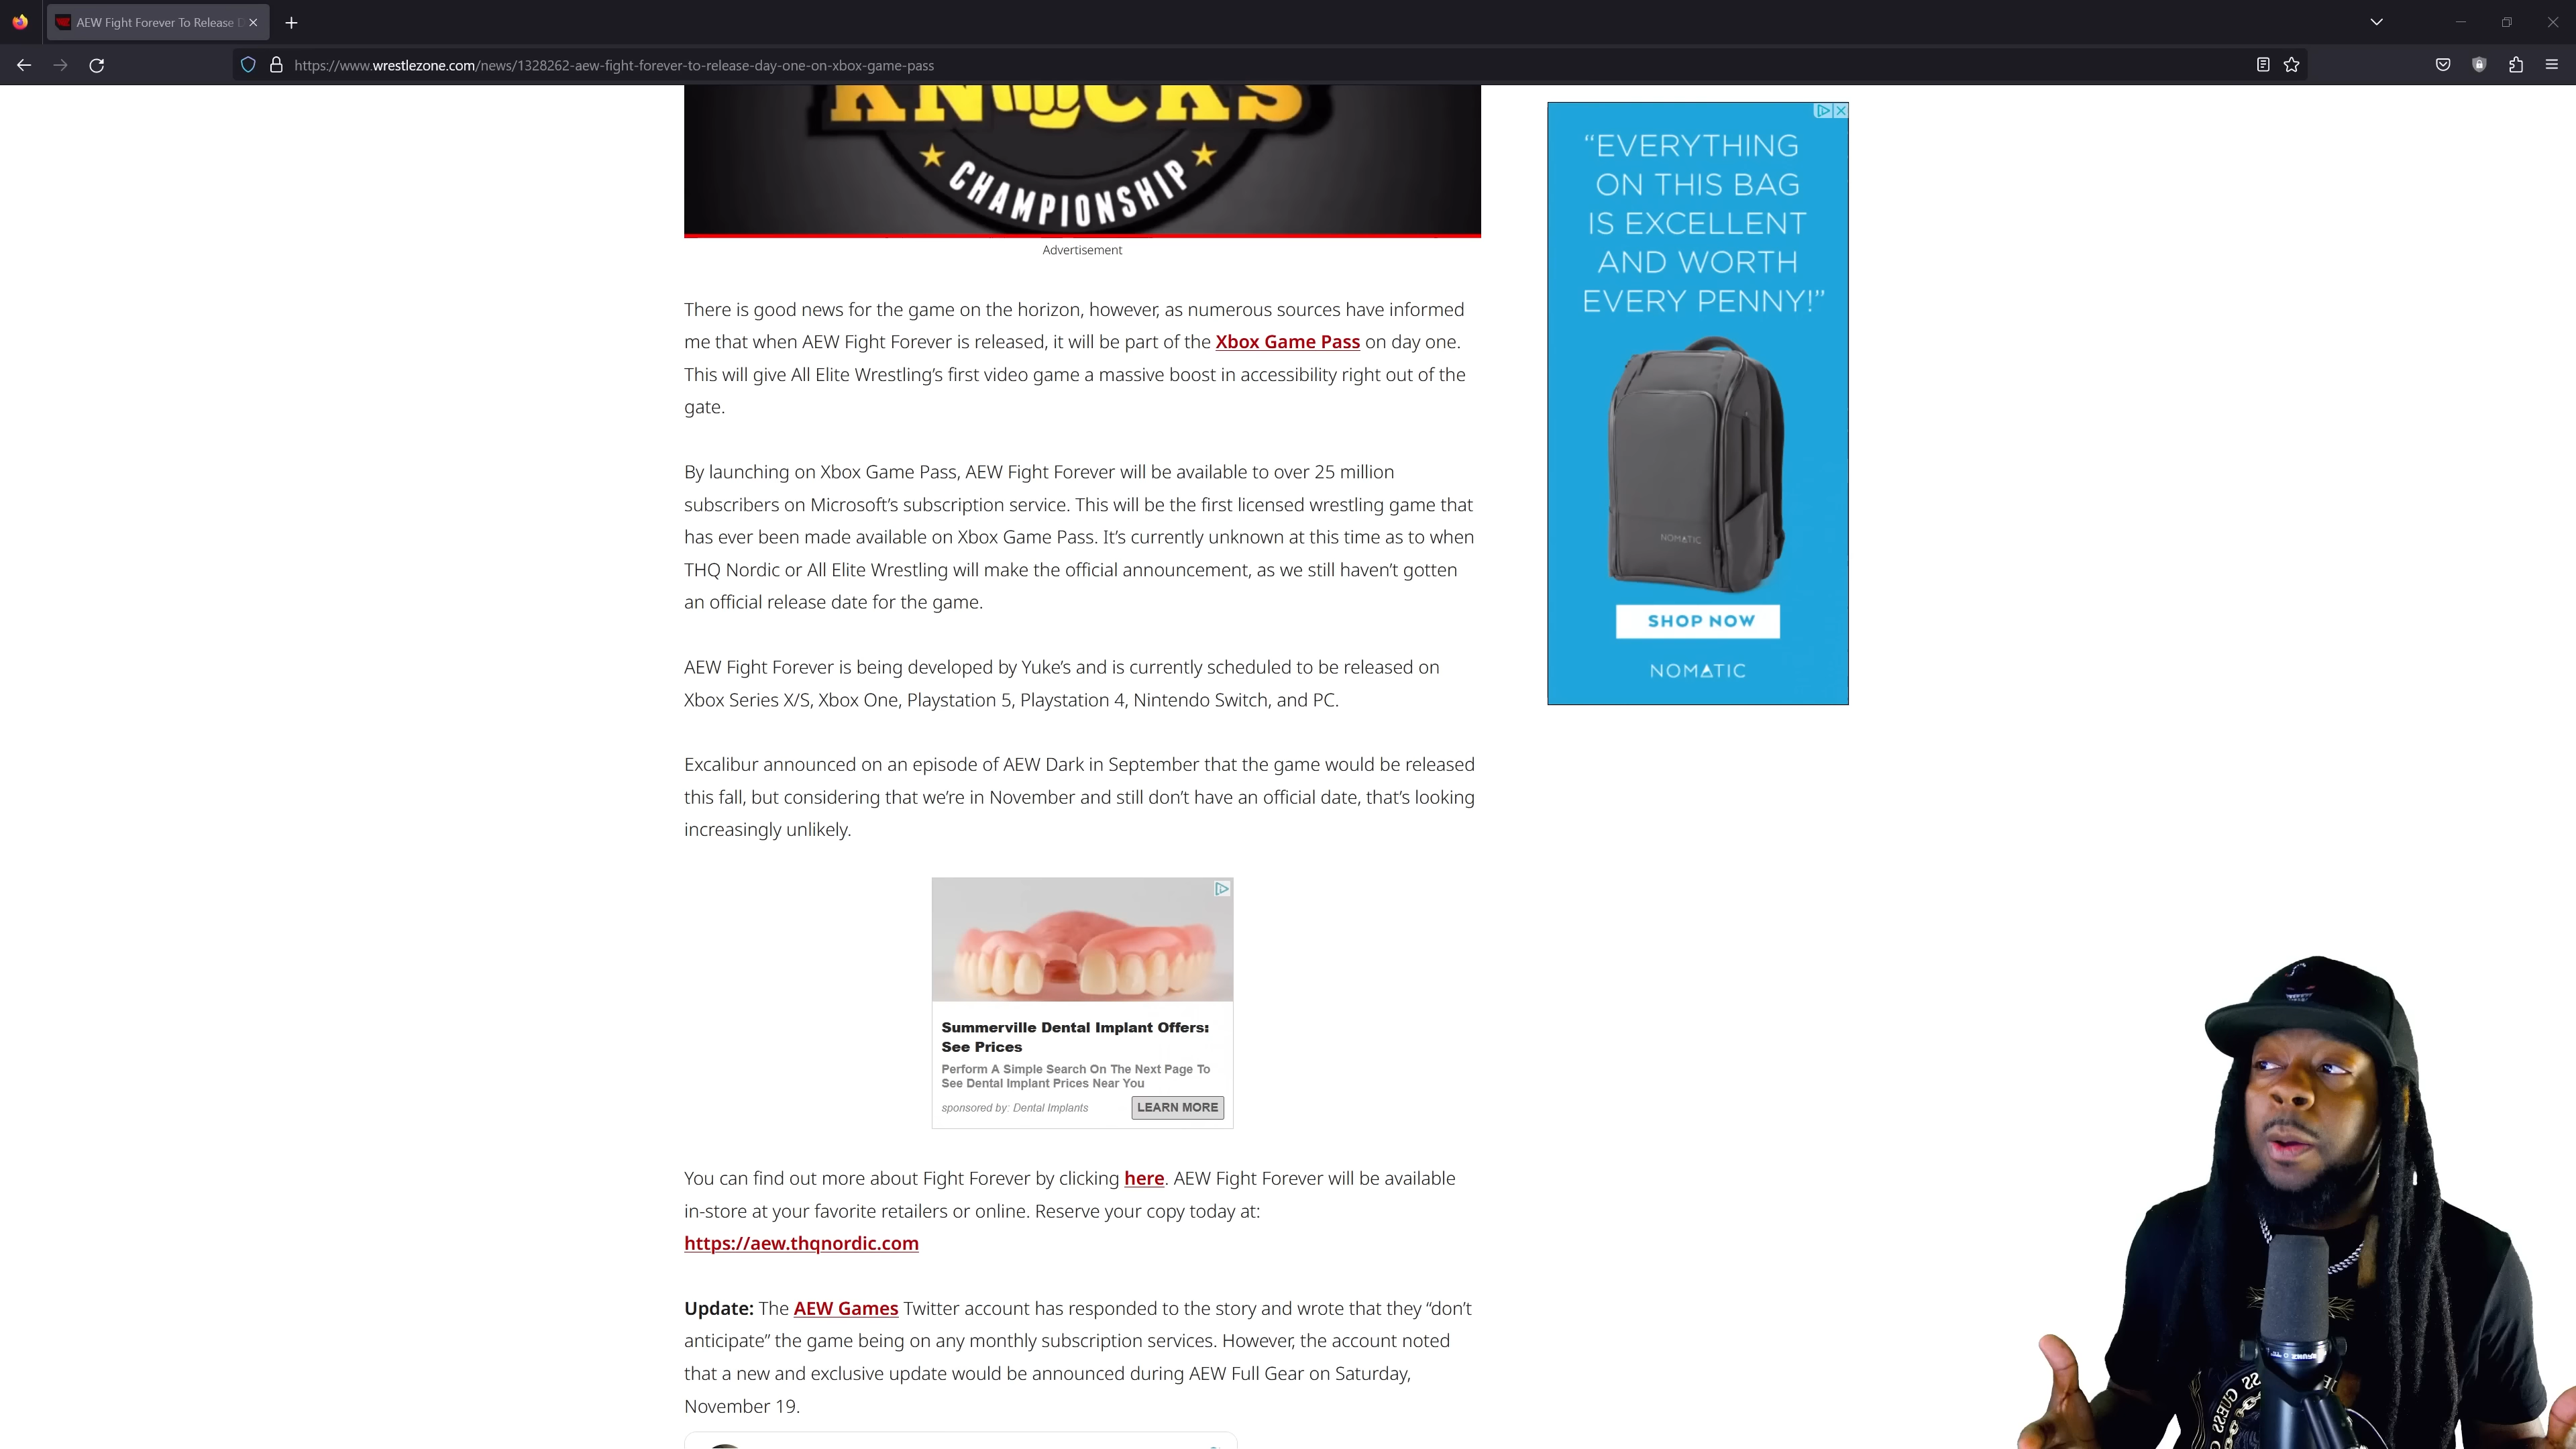 AEW Fight Forever To Release D
https://www.wrestlezone.com/news/1328262-aew-fight-forever-to-release-day-one-on-xbox-game-pass
KNOCKS
CHAMPIONSHIP
Advertisement
There is good news for the game on the horizon, however, as numerous sources have informed
me that when AEW Fight Forever is released, it will be part of the Xbox Game Pass on day one.
This will give All Elite Wrestling’s first video game a massive boost in accessibility right out of the
gate.
By launching on Xbox Game Pass, AEW Fight Forever will be available to over 25 million
subscribers on Microsoft’s subscription service. This will be the first licensed wrestling game that
has ever been made available on Xbox Game Pass. It’s currently unknown at this time as to when
THQ Nordic or All Elite Wrestling will make the official announcement, as we still haven’t gotten
an official release date for the game.
AEW Fight Forever is being developed by Yuke’s and is currently scheduled to be released on
Xbox Series X/S, Xbox One, Playstation 5, Playstation 4, Nintendo Switch, and PC.
Excalibur announced on an episode of AEW Dark in September that the game would be released
this fall, but considering that we’re in November and still don’t have an official date, that’s looking
increasingly unlikely.
Summerville Dental Implant Offers:
See Prices
Perform A Simple Search On The Next Page To
See Dental Implant Prices Near You
sponsored by: Dental Implants
LEARN MORE
You can find out more about Fight Forever by clicking here. AEW Fight Forever will be available
in-store at your favorite retailers or online. Reserve your copy today at:
https://aew.thqnordic.com
Update: The AEW Games Twitter account has responded to the story and wrote that they “don’t
anticipate” the game being on any monthly subscription services. However, the account noted
that a new and exclusive update would be announced during AEW Full Gear on Saturday,
November 19.
“EVERYTHING
ON THIS BAG
IS EXCELLENT
AND WORTH
EVERY PENNY!”
NOMATIC
SHOP NOW
NOMATIC